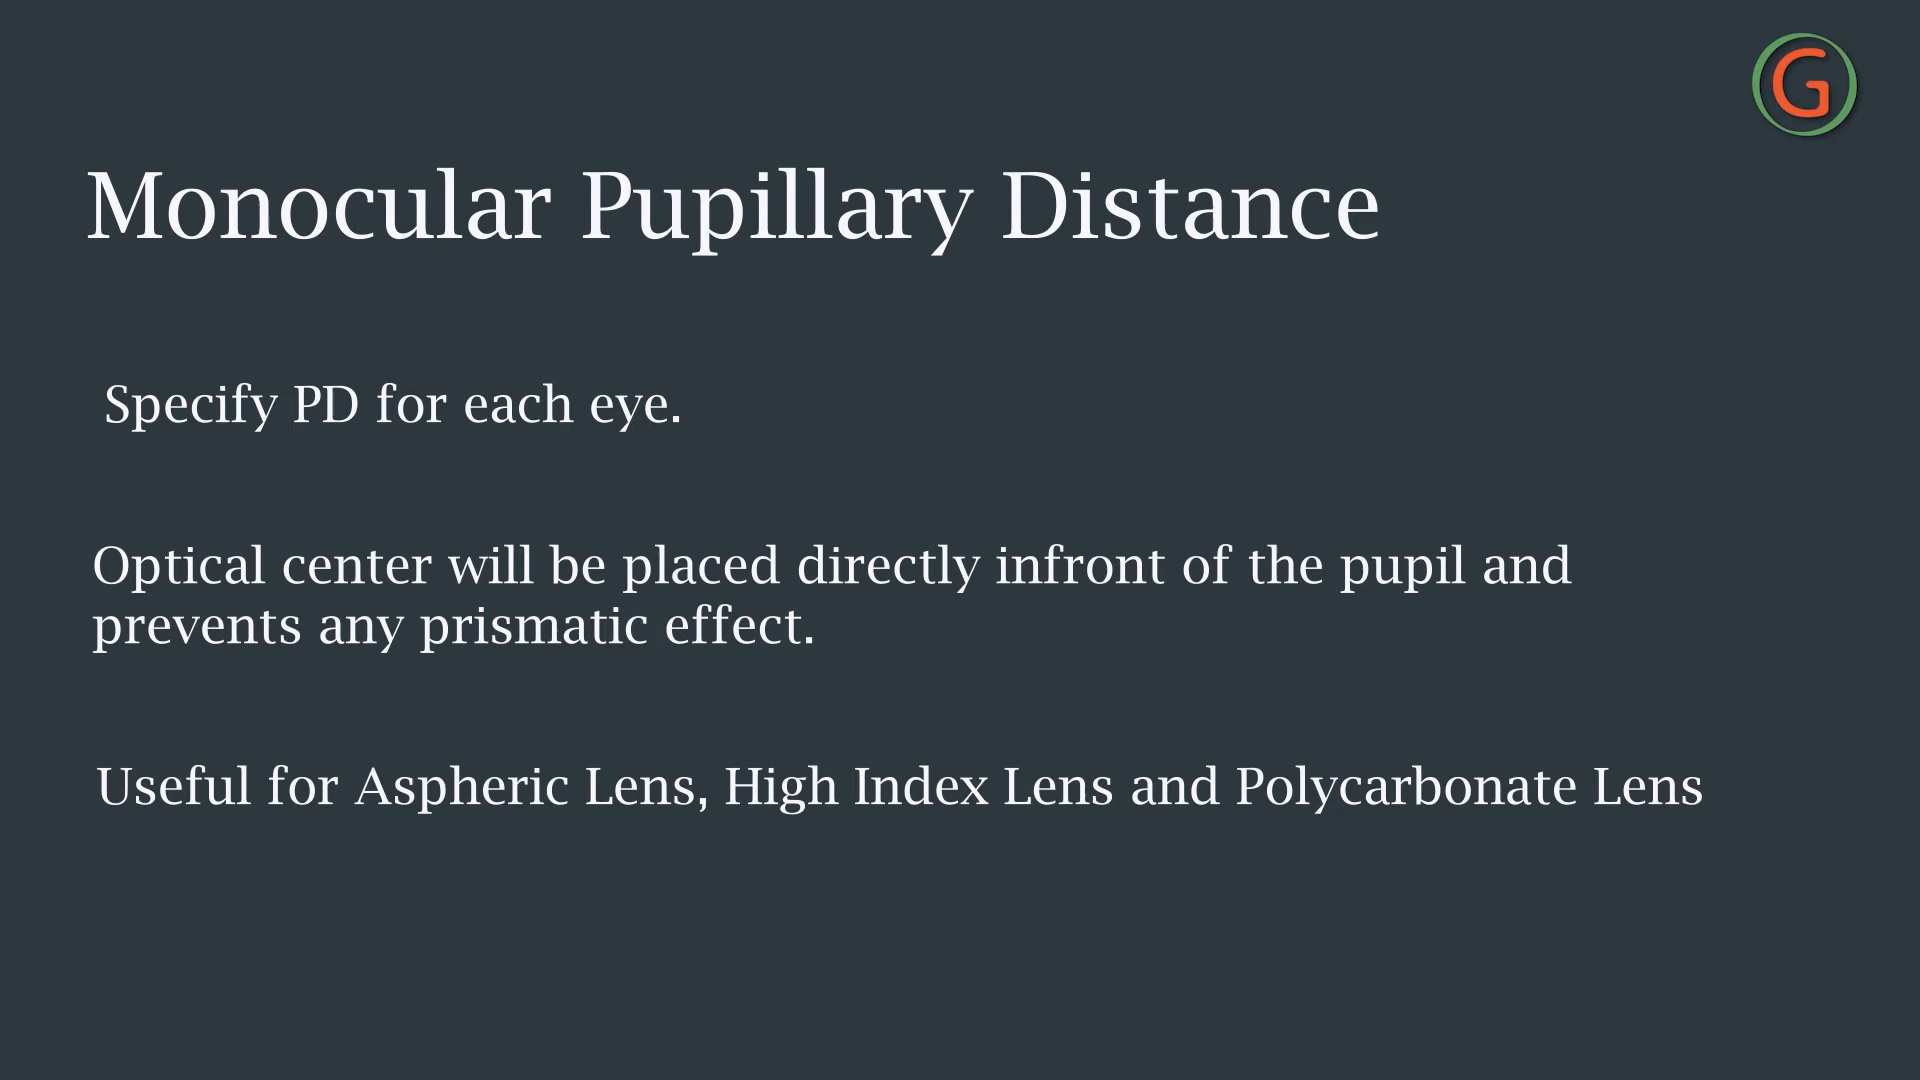 G
Monocular Pupillary Distance
Specify PD for each eye.
Optical center will be placed directly infront of the pupil and
prevents any prismatic effect.
Useful for Aspheric Lens, High Index Lens and Polycarbonate Lens